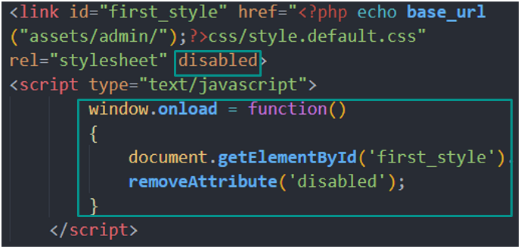 <link id="first_style" href="<?php echo base_url
("assets/admin/");?>css/style.default.css"
rel="stylesheet" disabled>
<script type="text/javascript">
window.onload = function()
{
document.getElementById('first_style').
removeAttribute('disabled');
}
</script>